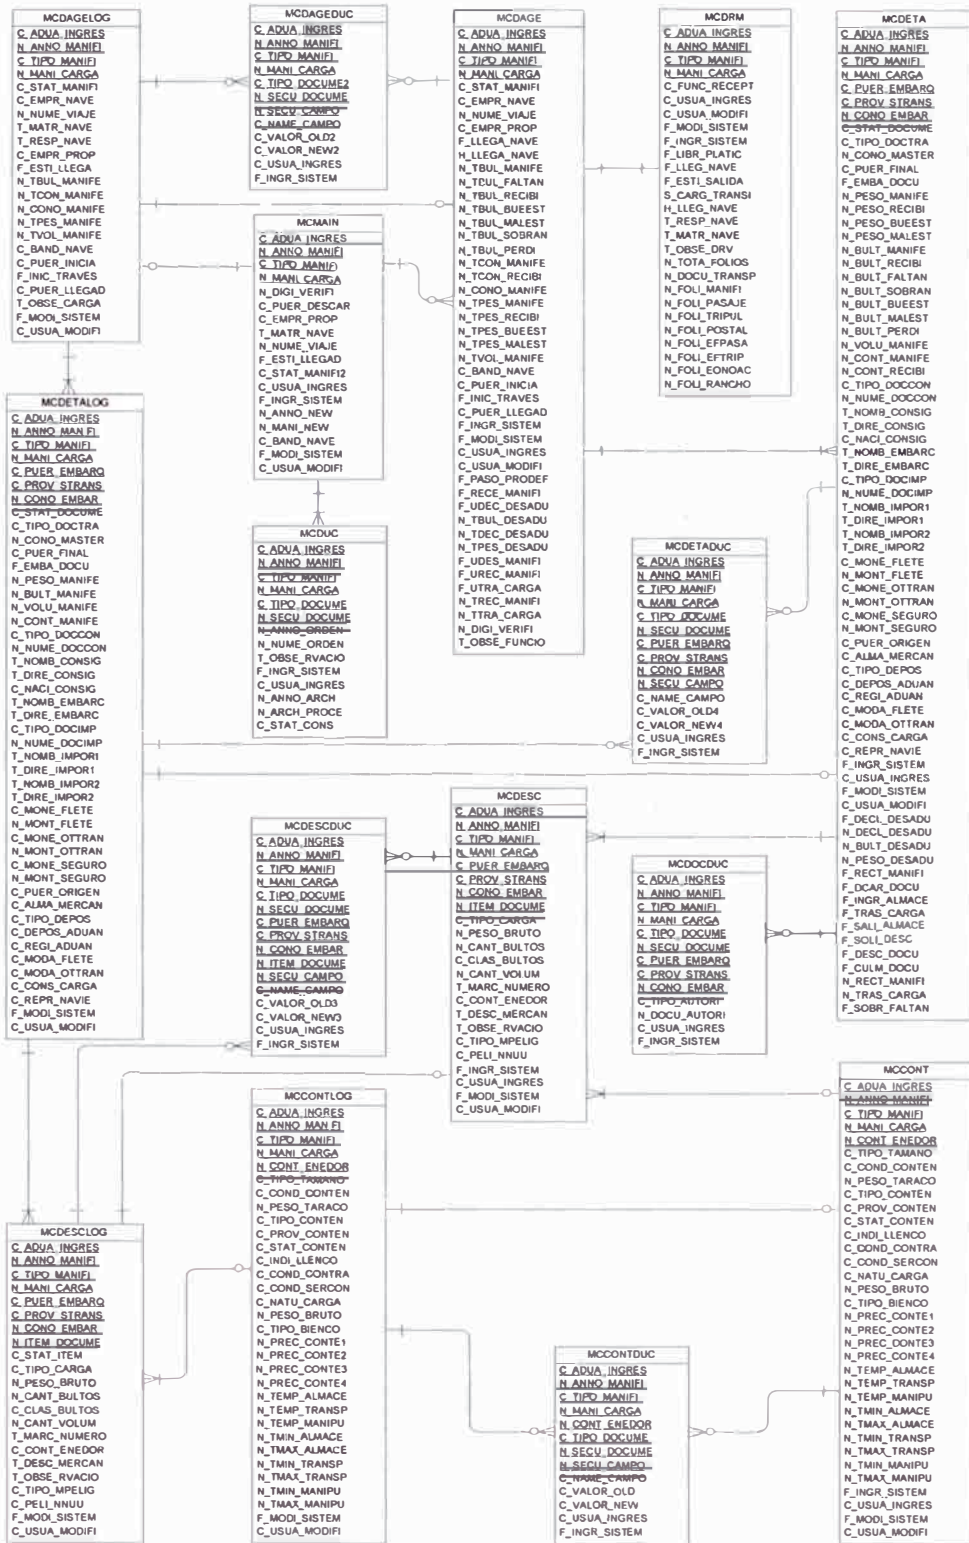 MCDAGELOG
C_ADUA_INGRES
N_ANNO_MANIFI
C_TIPO_MANIFI
N_MANI_CARGA
C_STAT_MANIFI
C_EMPR_NAVE
N_NUME_VIAJE
T_MATR_NAVE
T_RESP_NAVE
C_EMPR_PROP
F_ESTI_LLEGA
N_TBUL_MANIFE
N_TCON_MANIFE
N_CONO_MANIFE
N_TPES_MANIFE
N_TVOL_MANIFE
C_BAND_NAVE
C_PUER_INICIA
F_INIC_TRAVES
C_PUER_LLEGAD
T_OBSE_CARGA
F_MODI_SISTEM
C_USUA_MODIFI
MCDAGEDUC
C_ADUA_INGRES
N_ANNO_MANIFI
C_TIPO_MANIFI
N_MANI_CARGA
C_TIPO_DOCUME2
N_SECU_DOCUME
N_SECU_CAMPO
C_NAME_CAMPO
C_VALOR_OLD2
C_VALOR_NEW2
C_USUA_INGRES
F_INGR_SISTEM
MCDAGE
C_ADUA_INGRES
N_ANNO_MANIFI
C_TIPO_MANIFI
N_MANI_CARGA
C_STAT_MANIFI
C_EMPR_NAVE
N_NUME_VIAJE
C_EMPR_PROP
F_LLEGA_NAVE
H_LLEGA_NAVE
N_TBUL_MANIFE
N_TBUL_FALTAN
N_TBUL_RECIBI
N_TBUL_BUEEST
N_TBUL_MALEST
N_TBUL_SOBRAN
N_TBUL_PERDI
N_TCON_MANIFE
N_TCON_RECIBI
N_CONO_MANIFE
N_TPES_MANIFE
N_TPES_RECIBI
N_TPES_BUEEST
N_TPES_MALEST
N_TVOL_MANIFE
C_BAND_NAVE
C_PUER_INICIA
F_INIC_TRAVES
C_PUER_LLEGAD
F_INGR_SISTEM
F_MODI_SISTEM
C_USUA_INGRES
C_USUA_MODIFI
F_PASO_PRODEF
F_RECE_MANIFI
F_UDEC_DESADU
N_TBUL_DESADU
N_TDEC_DESADU
N_TPES_DESADU
F_UDES_MANIFI
F_UREC_MANIFI
F_UTRA_CARGA
N_TREC_MANIFI
N_TTRA_CARGA
N_DIGI_VERIFI
T_OBSE_FUNCIO
MCDRM
C_ADUA_INGRES
N_ANNO_MANIFI
C_TIPO_MANIFI
N_MANI_CARGA
C_FUNC_RECEPT
C_USUA_INGRES
C_USUA_MODIFI
F_MODI_SISTEM
F_INGR_SISTEM
F_LIBR_PLATIC
F_LLEG_NAVE
F_ESTI_SALIDA
S_CARG_TRANSI
H_LLEG_NAVE
T_RESP_NAVE
T_MATR_NAVE
T_OBSE_DRV
N_TOTA_FOLIOS
N_DOCU_TRANSP
N_FOLI_MANIFI
N_FOLI_PASAJE
N_FOLI_TRIPUL
N_FOLI_POSTAL
N_FOLI_EFPASA
N_FOLI_EFTRIP
N_FOLI_EONOAC
N_FOLI_RANCHO
MCDETA
C_ADUA_INGRES
N_ANNO_MANIFI
C_TIPO_MANIFI
N_MANI_CARGA
C_PUER_EMBARQ
C_PROV_STRANS
N_CONO_EMBAR
C_STAT_DOCUME
C_TIPO_DOCTRA
N_CONO_MASTER
C_PUER_FINAL
F_EMBA_DOCU
N_PESO_MANIFE
N_PESO_RECIBI
N_PESO_BUEEST
N_PESO_MALEST
N_BULT_MANIFE
N_BULT_RECIBI
N_BULT_FALTAN
N_BULT_SOBRAN
N_BULT_BUEEST
N_BULT_MALEST
N_BULT_PERDI
N_VOLU_MANIFE
N_CONT_MANIFE
N_CONT_RECIBI
C_TIPO_DOCCON
N_NUME_DOCCON
T_NOMB_CONSIG
T_DIRE_CONSIG
C_NACI_CONSIG
T_NOMB_EMBARC
T_DIRE_EMBARC
C_TIPO_DOCIMP
N_NUME_DOCIMP
T_NOMB_IMPOR1
T_DIRE_IMPOR1
T_NOMB_IMPOR2
T_DIRE_IMPOR2
C_MONE_FLETE
N_MONT_FLETE
C_MONE_OTTRAN
N_MONT_OTTRAN
C_MONE_SEGURO
N_MONT_SEGURO
C_PUER_ORIGEN
C_ALMA_MERCAN
C_TIPO_DEPOS
C_DEPOS_ADUAN
C_REGI_ADUAN
C_MODA_FLETE
C_MODA_OTTRAN
C_CONS_CARGA
C_REPR_NAVIE
F_INGR_SISTEM
C_USUA_INGRES
F_MODI_SISTEM
C_USUA_MODIFI
F_DECL_DESADU
N_DECL_DESADU
N_BULT_DESADU
N_PESO_DESADU
F_RECT_MANIFI
F_DCAR_DOCU
F_INGR_ALMACE
F_TRAS_CARGA
F_SALI_ALMACE
F_SOLI_DESC
F_DESC_DOCU
F_CULM_DOCU
N_RECT_MANIFI
N_TRAS_CARGA
F_SOBR_FALTAN
MCMAIN
C_ADUA_INGRES
N_ANNO_MANIFI
C_TIPO_MANIFI
N_MANI_CARGA
N_DIGI_VERIFI
C_PUER_DESCAR
C_EMPR_PROP
T_MATR_NAVE
N_NUME_VIAJE
F_ESTI_LLEGAD
C_STAT_MANIFI2
C_USUA_INGRES
F_INGR_SISTEM
N_ANNO_NEW
N_MANI_NEW
C_BAND_NAVE
F_MODI_SISTEM
C_USUA_MODIFI
MCDETALOG
C_ADUA_INGRES
N_ANNO_MANIFI
C_TIPO_MANIFI
N_MANI_CARGA
C_PUER_EMBARQ
C_PROV_STRANS
N_CONO_EMBAR
C_STAT_DOCUME
C_TIPO_DOCTRA
N_CONO_MASTER
C_PUER_FINAL
F_EMBA_DOCU
N_PESO_MANIFE
N_BULT_MANIFE
N_VOLU_MANIFE
N_CONT_MANIFE
C_TIPO_DOCCON
N_NUME_DOCCON
T_NOMB_CONSIG
T_DIRE_CONSIG
C_NACI_CONSIG
T_NOMB_EMBARC
T_DIRE_EMBARC
C_TIPO_DOCIMP
N_NUME_DOCIMP
T_NOMB_IMPOR1
T_DIRE_IMPOR1
T_NOMB_IMPOR2
T_DIRE_IMPOR2
C_MONE_FLETE
N_MONT_FLETE
C_MONE_OTTRAN
N_MONT_OTTRAN
C_MONE_SEGURO
N_MONT_SEGURO
C_PUER_ORIGEN
C_ALMA_MERCAN
C_TIPO_DEPOS
C_DEPOS_ADUAN
C_REGI_ADUAN
C_MODA_FLETE
C_MODA_OTTRAN
C_CONS_CARGA
C_REPR_NAVIE
F_MODI_SISTEM
C_USUA_MODIFI
MCDUC
C_ADUA_INGRES
N_ANNO_MANIFI
C_TIPO_MANIFI
N_MANI_CARGA
C_TIPO_DOCUME
N_SECU_DOCUME
N_ANNO_ORDEN
N_NUME_ORDEN
T_OBSE_RVACIO
F_INGR_SISTEM
C_USUA_INGRES
N_ANNO_ARCH
N_ARCH_PROCE
C_STAT_CONS
MCDETADUC
C_ADUA_INGRES
N_ANNO_MANIFI
C_TIPO_MANIFI
N_MANI_CARGA
C_TIPO_DOCUME
N_SECU_DOCUME
C_PUER_EMBARQ
C_PROV_STRANS
N_CONO_EMBAR
N_SECU_CAMPO
C_NAME_CAMPO
C_VALOR_OLD4
C_VALOR_NEW4
C_USUA_INGRES
F_INGR_SISTEM
MCDESCDUC
C_ADUA_INGRES
N_ANNO_MANIFI
C_TIPO_MANIFI
N_MANI_CARGA
C_TIPO_DOCUME
N_SECU_DOCUME
C_PUER_EMBARQ
C_PROV_STRANS
N_CONO_EMBAR
N_ITEM_DOCUME
N_SECU_CAMPO
C_NAME_CAMPO
C_VALOR_OLD3
C_VALOR_NEW3
C_USUA_INGRES
F_INGR_SISTEM
MCDESC
C_ADUA_INGRES
N_ANNO_MANIFI
C_TIPO_MANIFI
N_MANI_CARGA
C_PUER_EMBARQ
C_PROV_STRANS
N_CONO_EMBAR
N_ITEM_DOCUME
C_TIPO_CARGA
N_PESO_BRUTO
N_CANT_BULTOS
C_CLAS_BULTOS
N_CANT_VOLUM
T_MARC_NUMERO
C_CONT_ENEDOR
T_DESC_MERCAN
T_OBSE_RVACIO
C_TIPO_MPELIG
C_PELI_NNUU
F_INGR_SISTEM
C_USUA_INGRES
F_MODI_SISTEM
C_USUA_MODIFI
MCDOCDUC
C_ADUA_INGRES
N_ANNO_MANIFI
C_TIPO_MANIFI
N_MANI_CARGA
C_TIPO_DOCUME
N_SECU_DOCUME
C_PUER_EMBARQ
C_PROV_STRANS
N_CONO_EMBAR
C_TIPO_AUTORI
N_DOCU_AUTORI
C_USUA_INGRES
F_INGR_SISTEM
MCDESCLOG
C_ADUA_INGRES
N_ANNO_MANIFI
C_TIPO_MANIFI
N_MANI_CARGA
C_PUER_EMBARQ
C_PROV_STRANS
N_CONO_EMBAR
N_ITEM_DOCUME
C_STAT_ITEM
C_TIPO_CARGA
N_PESO_BRUTO
N_CANT_BULTOS
C_CLAS_BULTOS
N_CANT_VOLUM
T_MARC_NUMERO
C_CONT_ENEDOR
T_DESC_MERCAN
T_OBSE_RVACIO
C_TIPO_MPELIG
C_PELI_NNUU
F_MODI_SISTEM
C_USUA_MODIFI
MCCONTLOG
C_ADUA_INGRES
N_ANNO_MANIFI
C_TIPO_MANIFI
N_MANI_CARGA
N_CONT_ENEDOR
C_TIPO_TAMANO
C_COND_CONTEN
N_PESO_TARACO
C_TIPO_CONTEN
C_PROV_CONTEN
C_STAT_CONTEN
C_INDI_LLENCO
C_COND_CONTRA
C_COND_SERCON
C_NATU_CARGA
N_PESO_BRUTO
C_TIPO_BIENCO
N_PREC_CONTE1
N_PREC_CONTE2
N_PREC_CONTE3
N_PREC_CONTE4
N_TEMP_ALMACE
N_TEMP_TRANSP
N_TEMP_MANIPU
N_TMIN_ALMACE
N_TMAX_ALMACE
N_TMIN_TRANSP
N_TMAX_TRANSP
N_TMIN_MANIPU
N_TMAX_MANIPU
F_MODI_SISTEM
C_USUA_MODIFI
MCCONTDUC
C_ADUA_INGRES
N_ANNO_MANIFI
C_TIPO_MANIFI
N_MANI_CARGA
N_CONT_ENEDOR
C_TIPO_DOCUME
N_SECU_DOCUME
N_SECU_CAMPO
C_NAME_CAMPO
C_VALOR_OLD
C_VALOR_NEW
C_USUA_INGRES
F_INGR_SISTEM
MCCONT
C_ADUA_INGRES
N_ANNO_MANIFI
C_TIPO_MANIFI
N_MANI_CARGA
N_CONT_ENEDOR
C_TIPO_TAMANO
C_COND_CONTEN
N_PESO_TARACO
C_TIPO_CONTEN
C_PROV_CONTEN
C_STAT_CONTEN
C_INDI_LLENCO
C_COND_CONTRA
C_COND_SERCON
C_NATU_CARGA
N_PESO_BRUTO
C_TIPO_BIENCO
N_PREC_CONTE1
N_PREC_CONTE2
N_PREC_CONTE3
N_PREC_CONTE4
N_TEMP_ALMACE
N_TEMP_TRANSP
N_TEMP_MANIPU
N_TMIN_ALMACE
N_TMAX_ALMACE
N_TMIN_TRANSP
N_TMAX_TRANSP
N_TMIN_MANIPU
N_TMAX_MANIPU
F_INGR_SISTEM
C_USUA_INGRES
F_MODI_SISTEM
C_USUA_MODIFI